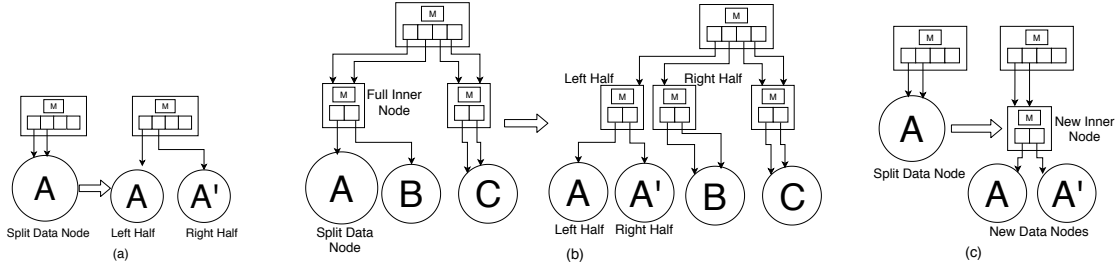 M
A
Split Data Node
M
A
Left Half
A'
Right Half
(a)
M
M
Full Inner
Node
M
A
Split Data
Node
B
C
M
Left Half
M
Right Half
M
M
A
Left Half
A'
Right Half
B
C
(b)
M
A
Split Data Node
M
M
New Inner
Node
A
A'
New Data Nodes
(c)